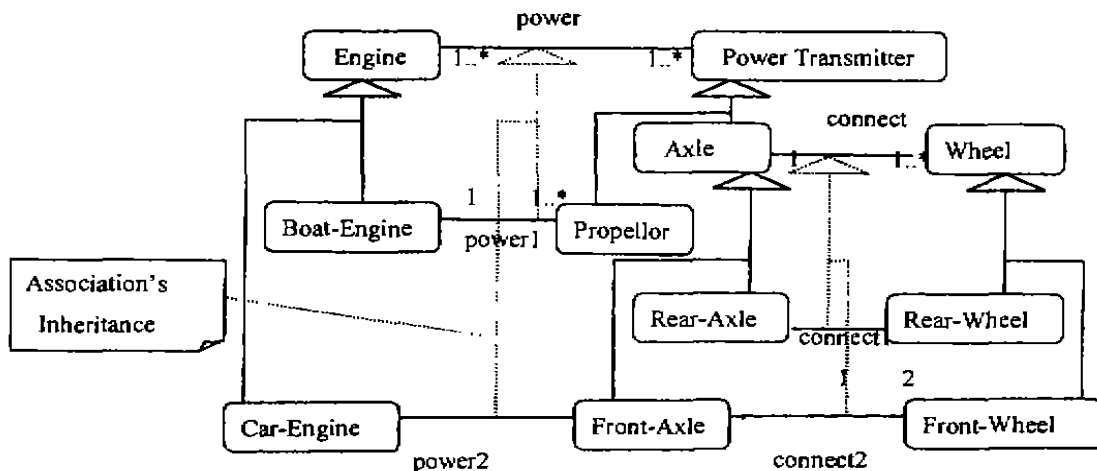 power
Engine
1..*
1..*
Power Transmitter
connect
Axle
1
1..*
Wheel
1
1..*
Boat-Engine
power1
Propellor
Association's
Inheritance
Rear-Axle
connect1
Rear-Wheel
1
2
Car-Engine
Front-Axle
Front-Wheel
power2
connect2